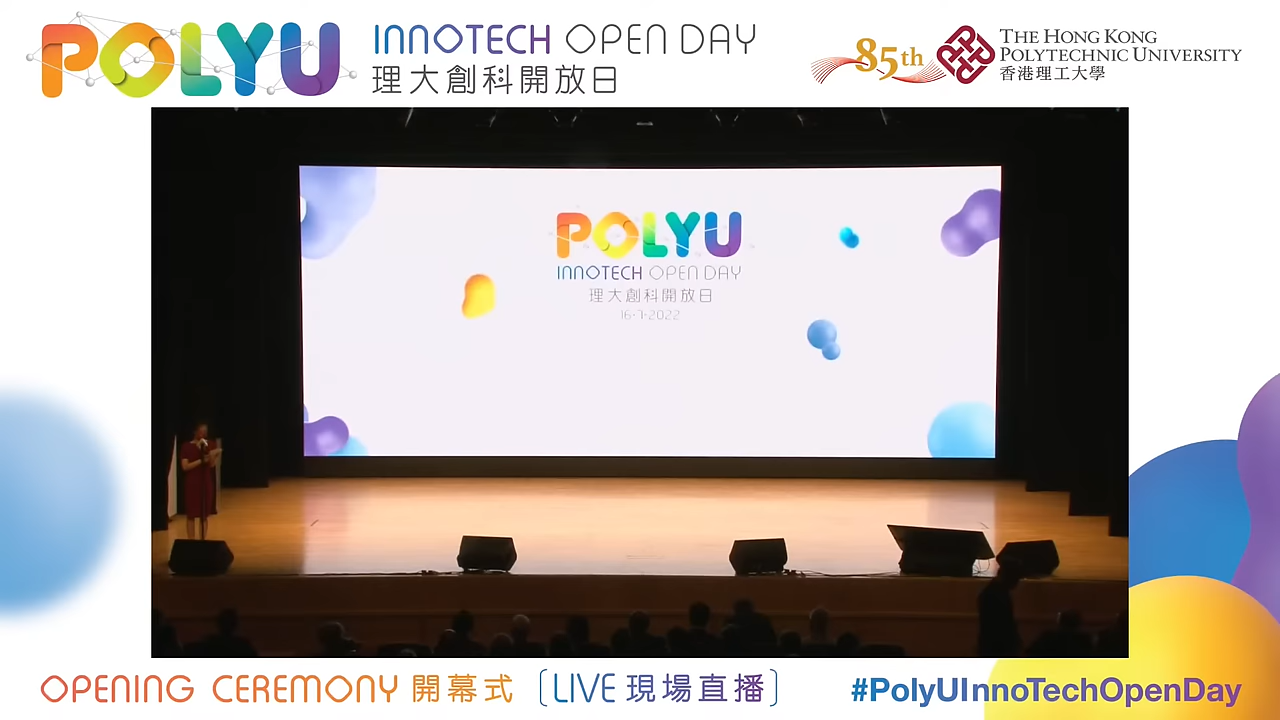 POLYU INNOTECH OPEN DAY
理大創科開放日
85th
THE HONG KONG
POLYTECHNIC UNIVERSITY
香港理工大學
POLYU
INNOTECH OPEN DAY
理大創科開放日
16-7-2022
OPENING CEREMONY 開幕式 [LIVE 現場直播]
#PolyUInnoTechOpenDay